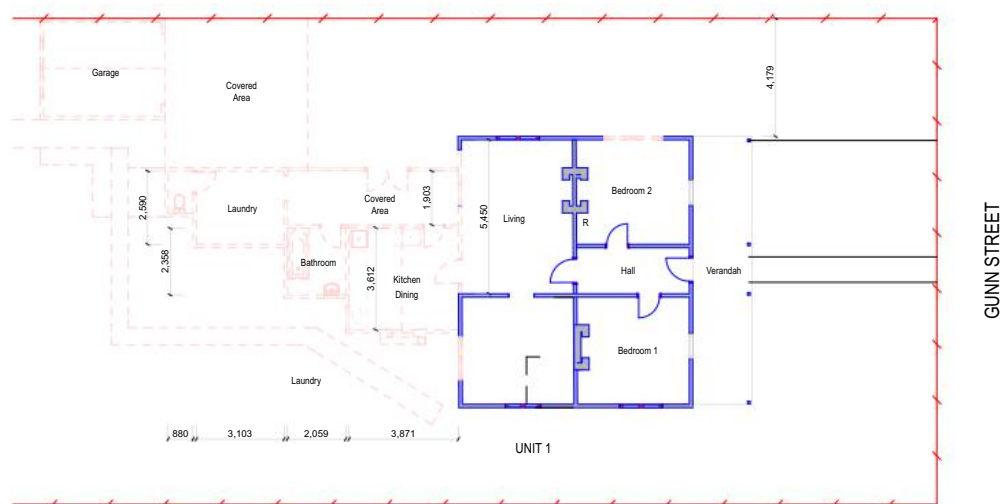 Garage
Covered
Area
4,179
GUNN STREET
2,590
Laundry
Covered
Area
1,903
5,450
Living
Bedroom 2
R
2,358
Bathroom
3,612
Kitchen
Dining
Hall
Verandah
Bedroom 1
Laundry
880
3,103
2,059
3,871
UNIT 1